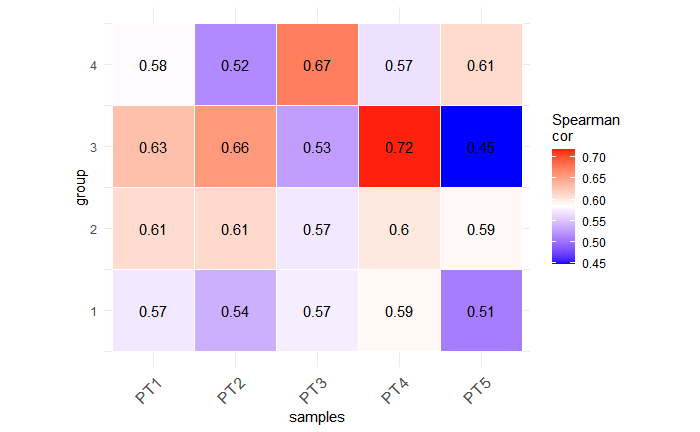 4 0.58 0.52 0.67 0.57 0.61
3 0.63 0.66 0.53 0.72 0.45
2 0.61 0.61 0.57 0.6 0.59
1 0.57 0.54 0.57 0.59 0.51
group
PT1 PT2 PT3 PT4 PT5
samples
Spearman
cor
0.70
0.65
0.60
0.55
0.50
0.45